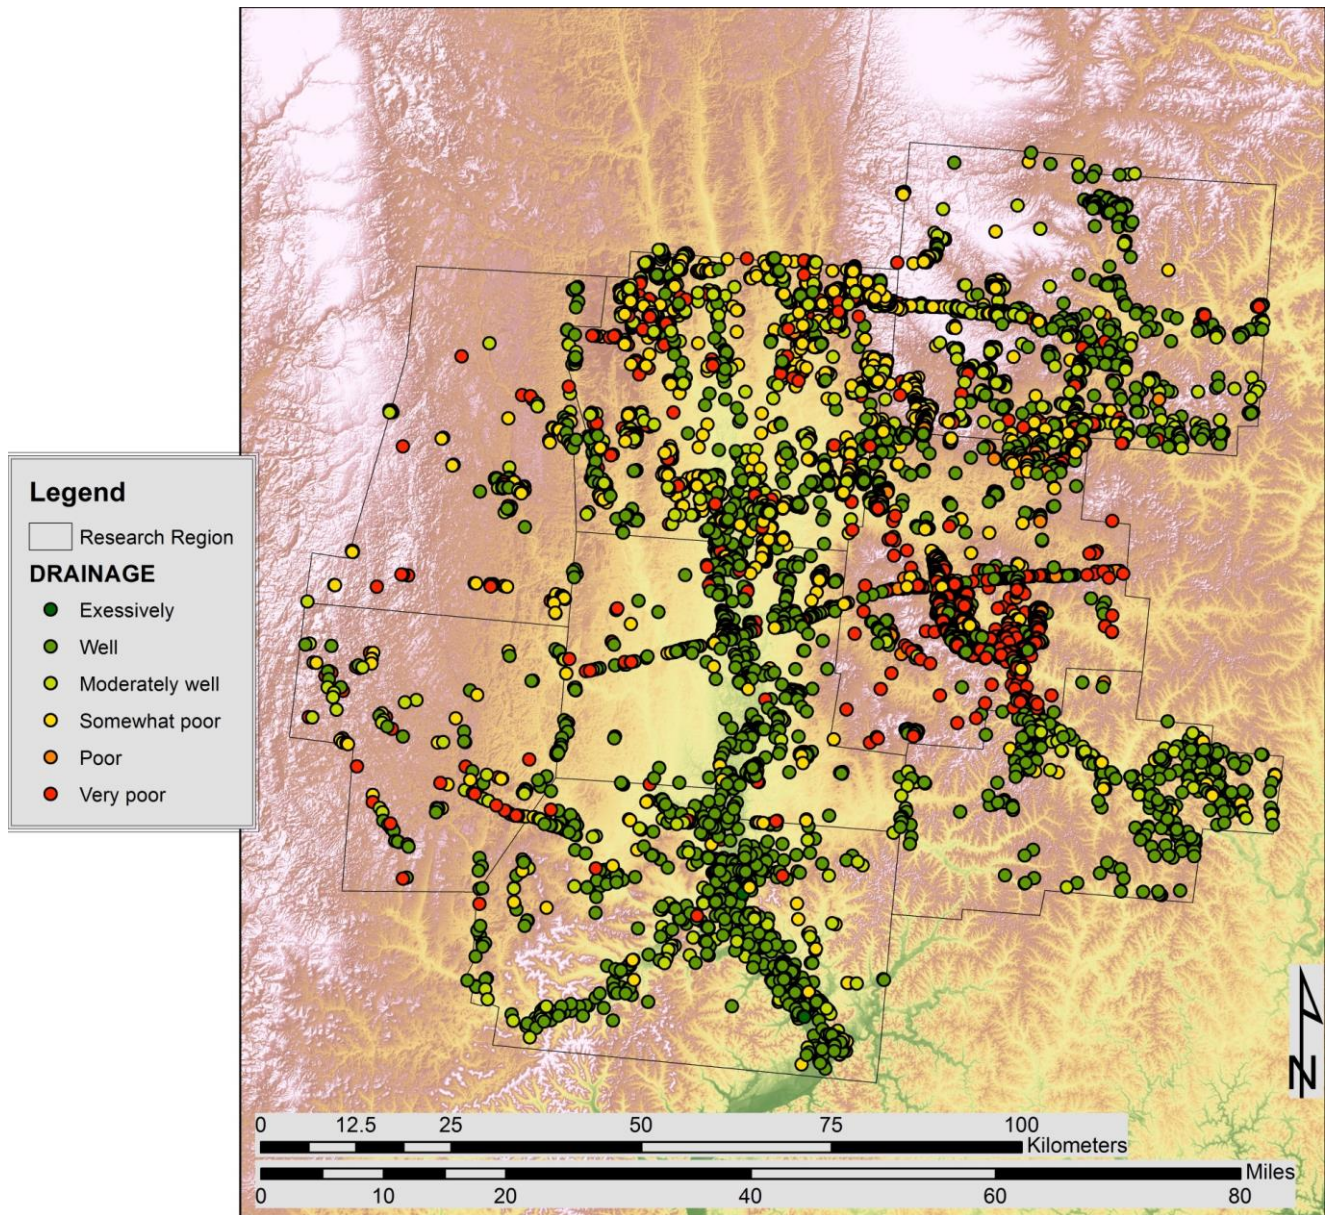 Legend
Research Region
DRAINAGE
Exessively
Well
Moderately well
Somewhat poor
Poor
Very poor
N
0 12.5 25 50 75 100
Kilometers
Miles
0 10 20 40 60 80